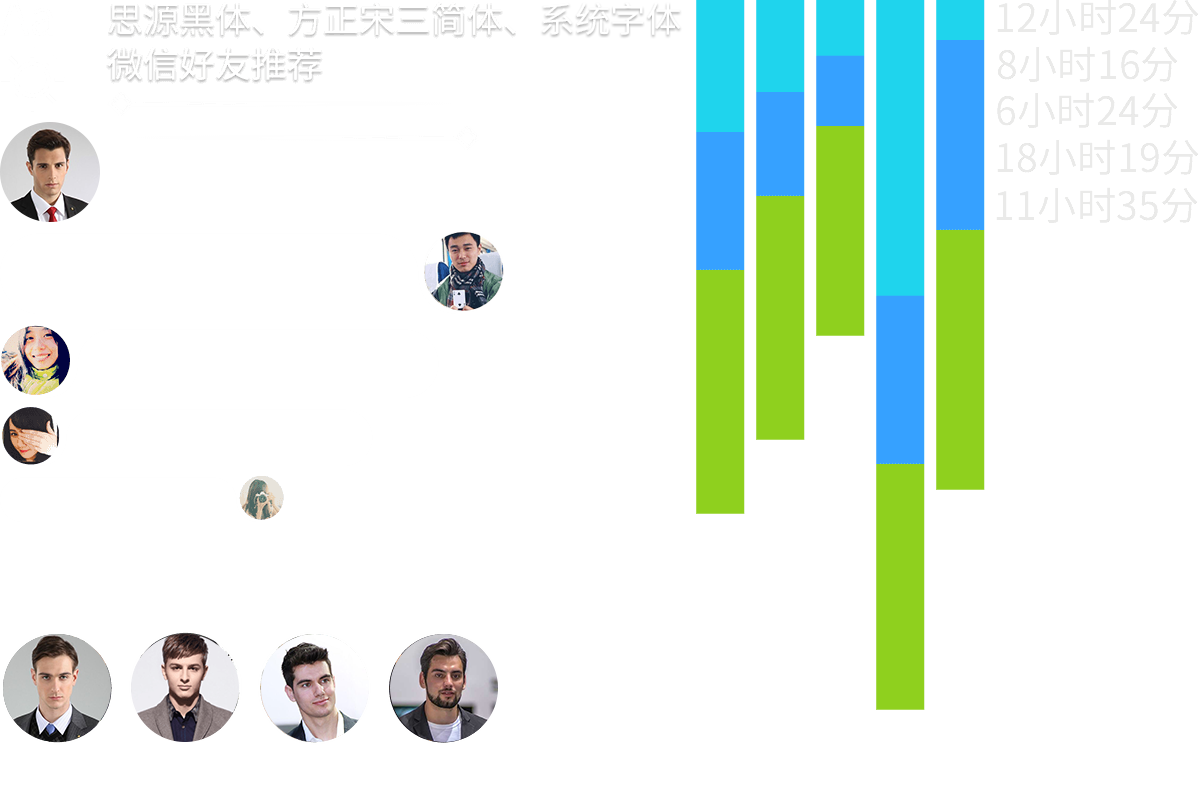 思源黑体、方正宋三简体、系统字体
微信好友推荐
12小时24分
8小时16分
6小时24分
18小时19分
11小时35分